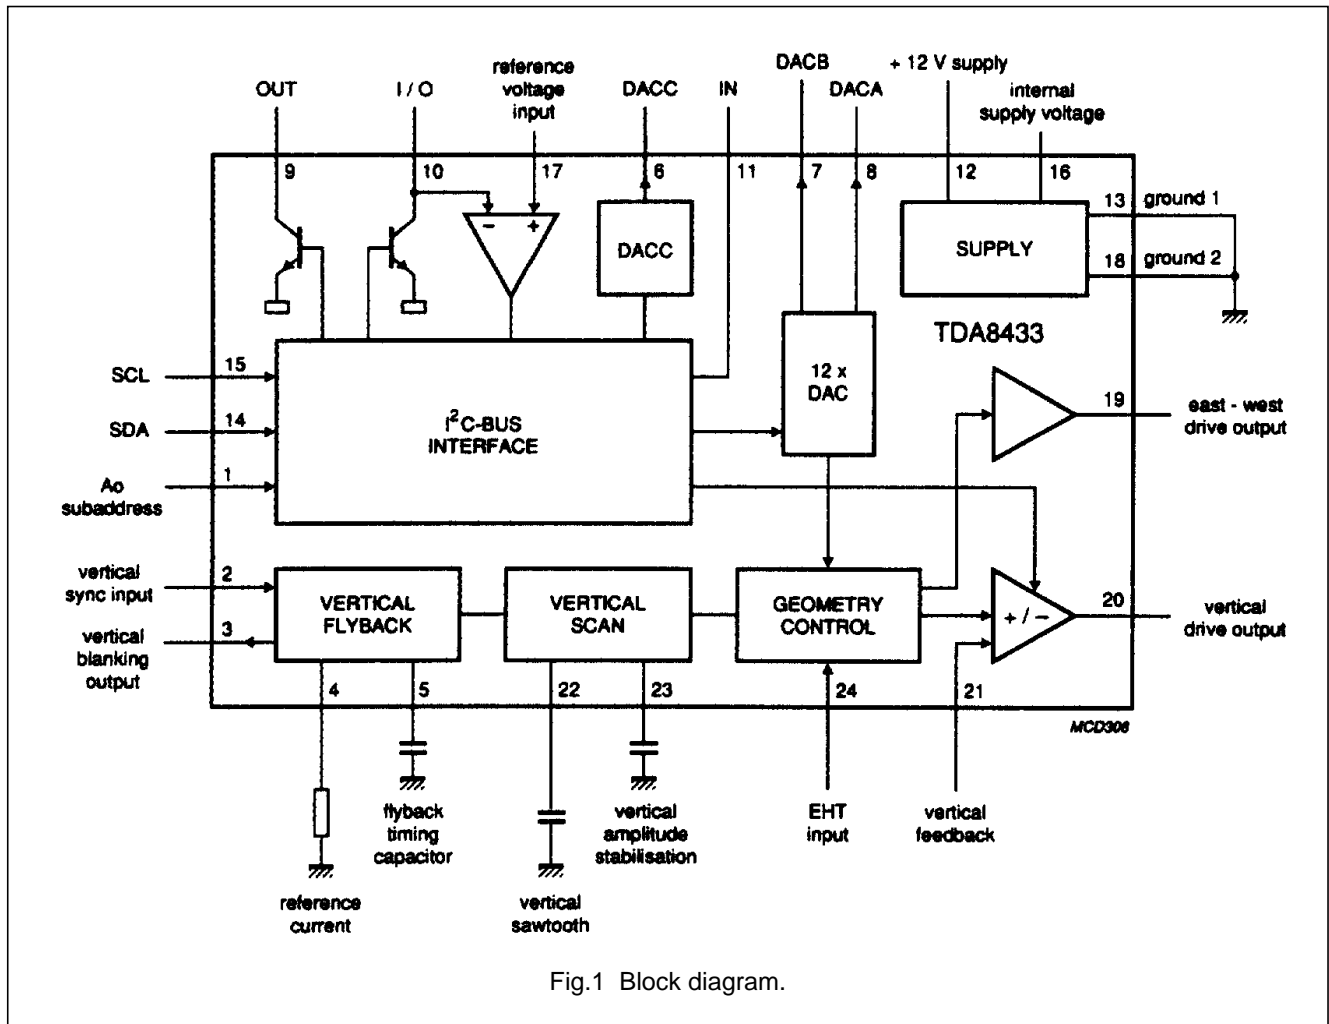 DACB
+ 12 V supply
reference
voltage
input
OUT
I / O
DACC
IN
DACA
internal
supply voltage
9
10
17
6
11
7
8
12
16
13
ground 1
18
ground 2
−
+
DACC
SUPPLY
TDA8433
SCL
15
SDA
14
Ao
subaddress
1
I²C-BUS
INTERFACE
12 x
DAC
19
east - west
drive output
vertical
sync input
2
vertical
blanking
output
3
VERTICAL
FLYBACK
VERTICAL
SCAN
GEOMETRY
CONTROL
+ / −
20
vertical
drive output
4
5
22
23
24
21
MCD306
flyback
timing
capacitor
vertical
amplitude
stabilisation
EHT
input
vertical
feedback
reference
current
vertical
sawtooth
Fig.1 Block diagram.